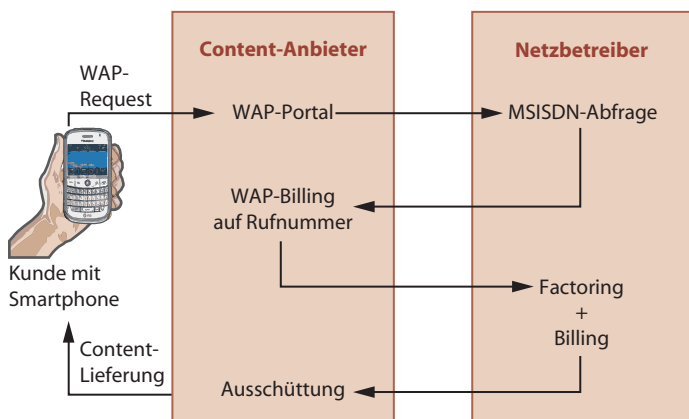 Content-Anbieter
Netzbetreiber
WAP-
Request
WAP-Portal
MSISDN-Abfrage
WAP-Billing
auf Rufnummer
Kunde mit
Smartphone
Factoring
+
Billing
Content-
Lieferung
Ausschüttung